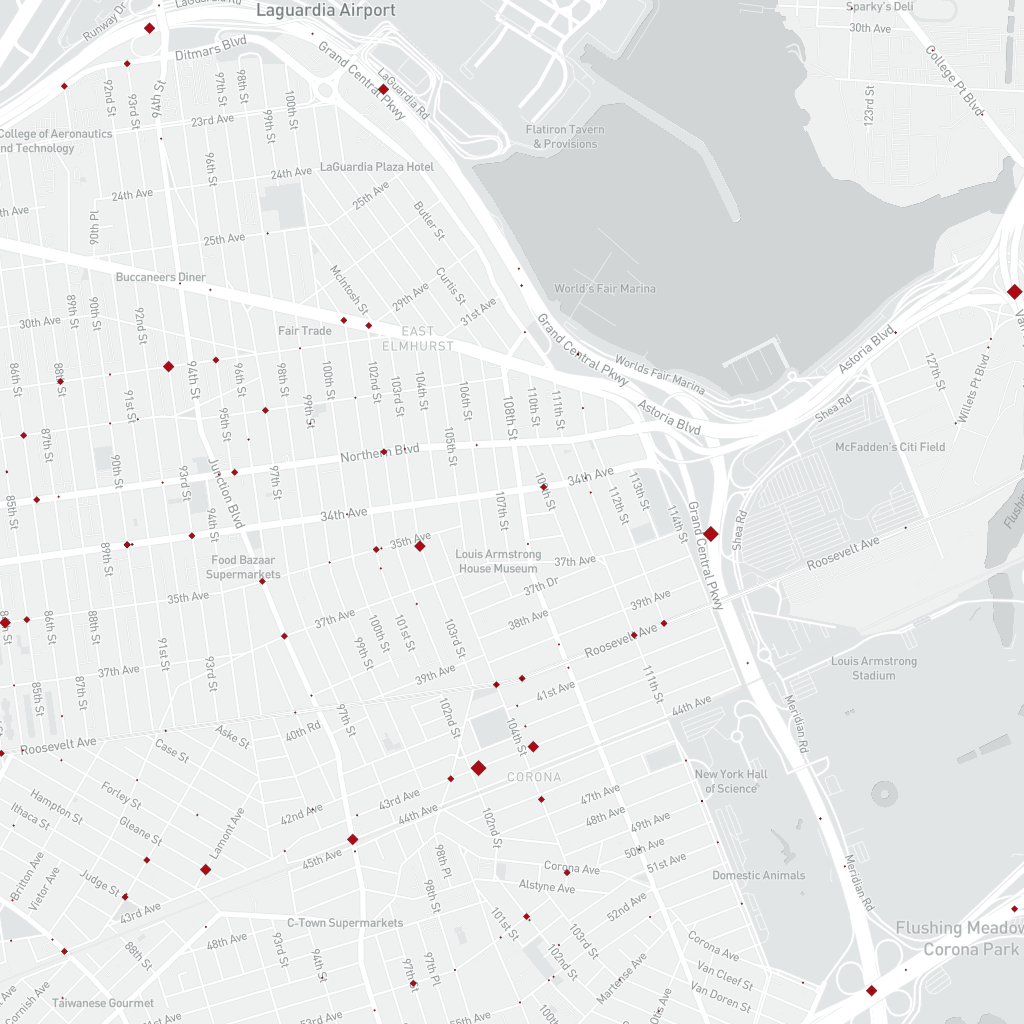 Laguardia Airport
LaGuardia Rd
Runway Dr
Ditmars Blvd
Grand Central Pkwy
LaGuardia Rd
Sparky's Deli
30th Ave
College Pt Blvd
123rd St
92nd St
93rd St
94th St
97th St
98th St
99th St
100th St
23rd Ave
College of Aeronautics
nd Technology
Flatiron Tavern
& Provisions
96th St
24th Ave
LaGuardia Plaza Hotel
24th Ave
25th Ave
Butler St
th Ave
90th Pl
25th Ave
Buccaneers Diner
McIntosh St
Curtis St
29th Ave
31st Ave
World's Fair Marina
30th Ave
89th St
90th St
92nd St
Fair Trade
EAST
ELMHURST
Grand Central Pkwy
Worlds Fair Marina
Astoria Blvd
Astoria Blvd
Shea Rd
127th St
Willets Pt Blvd
86th St
88th St
91st St
94th St
96th St
98th St
99th St
100th St
102nd St
103rd St
104th St
106th St
108th St
110th St
111th St
87th St
95th St
105th St
Northern Blvd
McFadden's Citi Field
90th St
93rd St
Junction Blvd
97th St
85th St
34th Ave
34th Ave
107th St
112th St
113th St
114th St
Grand Central Pkwy
Shea Rd
Roosevelt Ave
94th St
89th St
35th Ave
Food Bazaar
Supermarkets
Louis Armstrong
House Museum
37th Ave
37th Dr
35th Ave
37th Ave
38th Ave
39th Ave
86th St
88th St
91st St
99th St
100th St
101st St
103rd St
Roosevelt Ave
39th Ave
41st Ave
111th St
44th Ave
Louis Armstrong
Stadium
93rd St
37th Ave
85th St
87th St
Meridian Rd
Roosevelt Ave
Case St
Aske St
40th Rd
97th St
102nd St
104th St
CORONA
New York Hall
of Science
Forley St
Hampton St
Ithaca St
Gleane St
Lamont Ave
42nd Ave
43rd Ave
44th Ave
45th Ave
47th Ave
48th Ave
49th Ave
50th Ave
51st Ave
102nd St
98th Pl
98th St
Corona Ave
Alstyne Ave
52nd Ave
Domestic Animals
Meridian Rd
Britton Ave
Vietor Ave
Judge St
43rd Ave
C-Town Supermarkets
Flushing Meadow
Corona Park
48th Ave
88th St
93rd St
94th St
97th St
97th Pl
101st St
102nd St
103rd St
Martense Ave
Corona Ave
Van Cleef St
Van Doren St
Cornish Ave
Taiwanese Gourmet
53rd Ave
55th Ave
100th St
Otis Ave